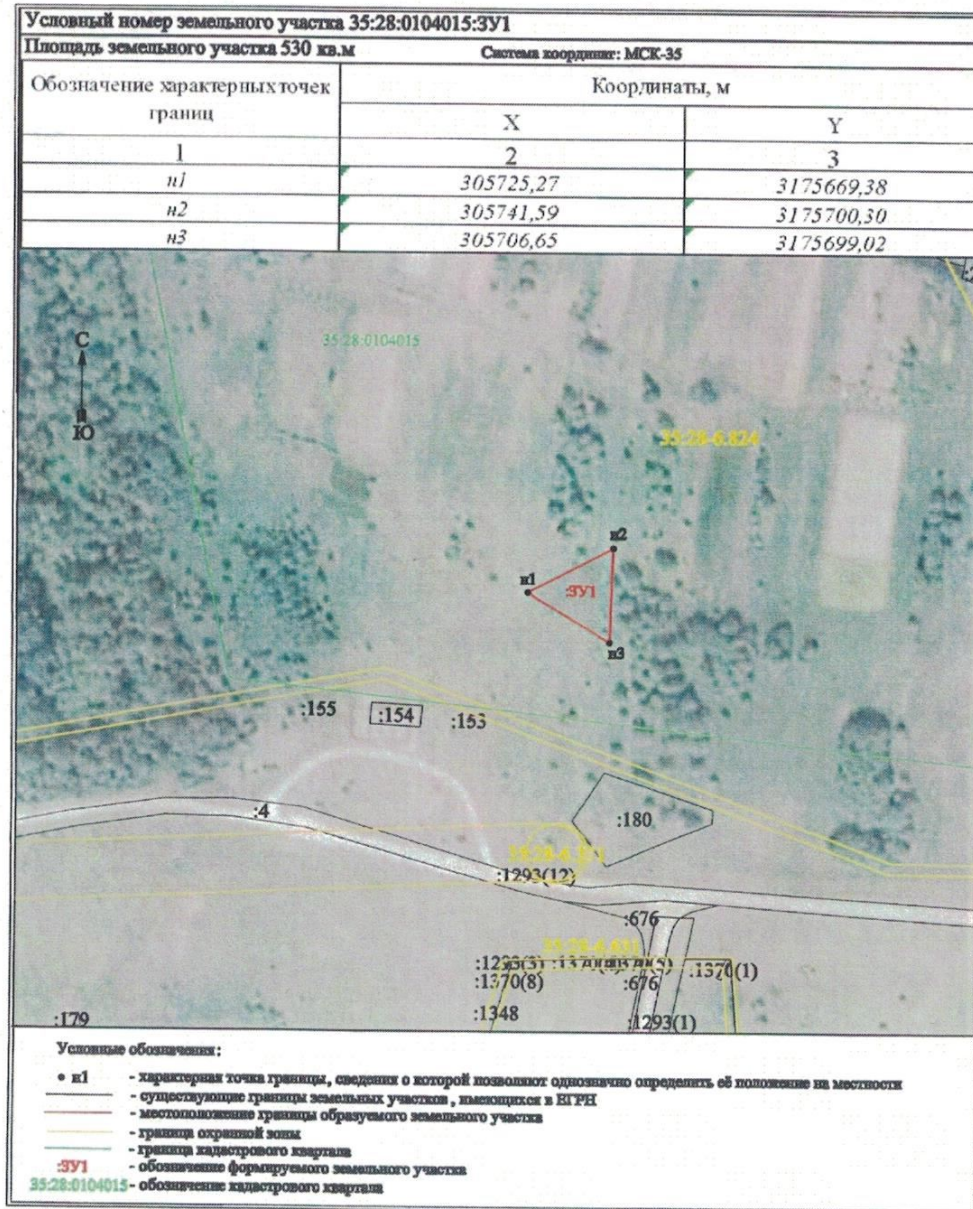 Условный номер земельного участка 35:28:0104015:ЗУ1
Площадь земельного участка 530 кв.м Система координат: МСК-35
Обозначение характерных точек границ Координаты, м
X Y
1 2 3
н1 305725,27 3175669,38
н2 305741,59 3175700,30
н3 305706,65 3175699,02
35:28:0104015
С
Ю
35:28-6.824
н2
н1
:ЗУ1
н3
:155
:154
:153
:4
:180
:1293(12)
:676
:1370(1)
:1370(8)
:676
:1348
:1293(1)
:179
Условные обозначения:
• н1 - характерная точка границы, сведения о которой позволяют однозначно определить её положение на местности
- существующие границы земельных участков, имеющихся в ЕГРН
- местоположение границы образуемого земельного участка
- граница охранной зоны
- граница кадастрового квартала
:ЗУ1 - обозначение формируемого земельного участка
35:28:0104015 - обозначение кадастрового квартала